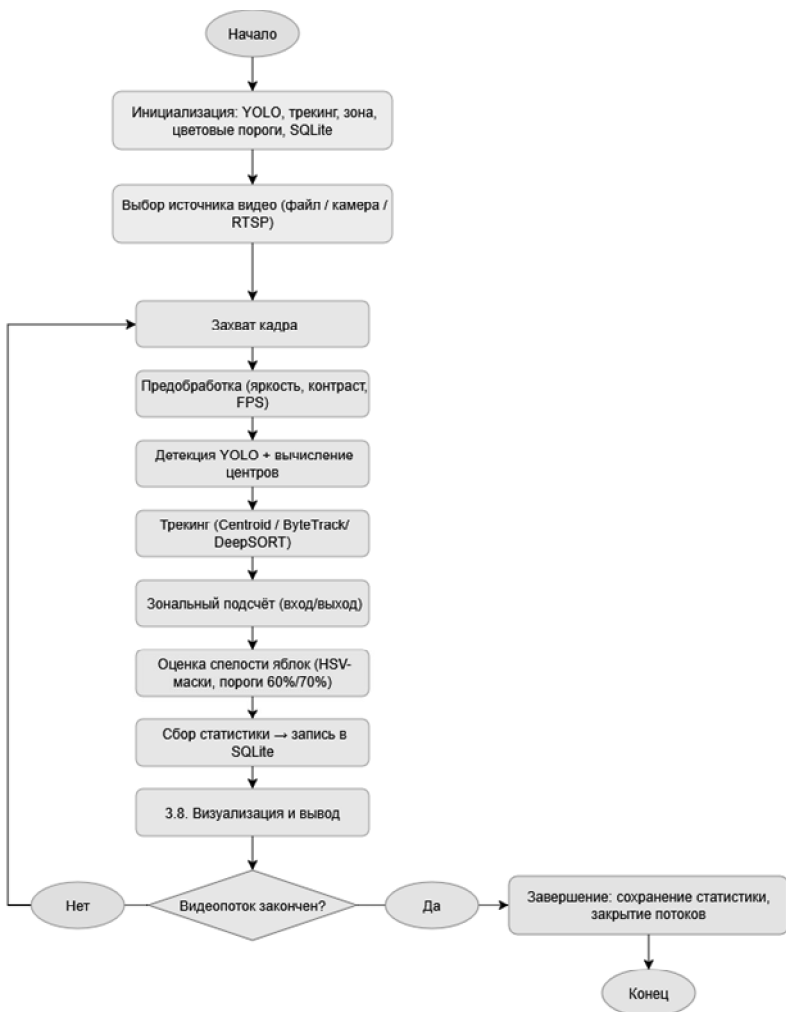 Начало
Инициализация: YOLO, трекинг, зона,
цветовые пороги, SQLite
Выбор источника видео (файл / камера /
RTSP)
Захват кадра
Предобработка (яркость, контраст,
FPS)
Детекция YOLO + вычисление
центров
Трекинг (Centroid / ByteTrack/
DeepSORT)
Зональный подсчёт (вход/выход)
Оценка спелости яблок (HSV-
маски, пороги 60%/70%)
Сбор статистики → запись в
SQLite
3.8. Визуализация и вывод
Нет
Видеопоток закончен?
Да
Завершение: сохранение статистики,
закрытие потоков
Конец